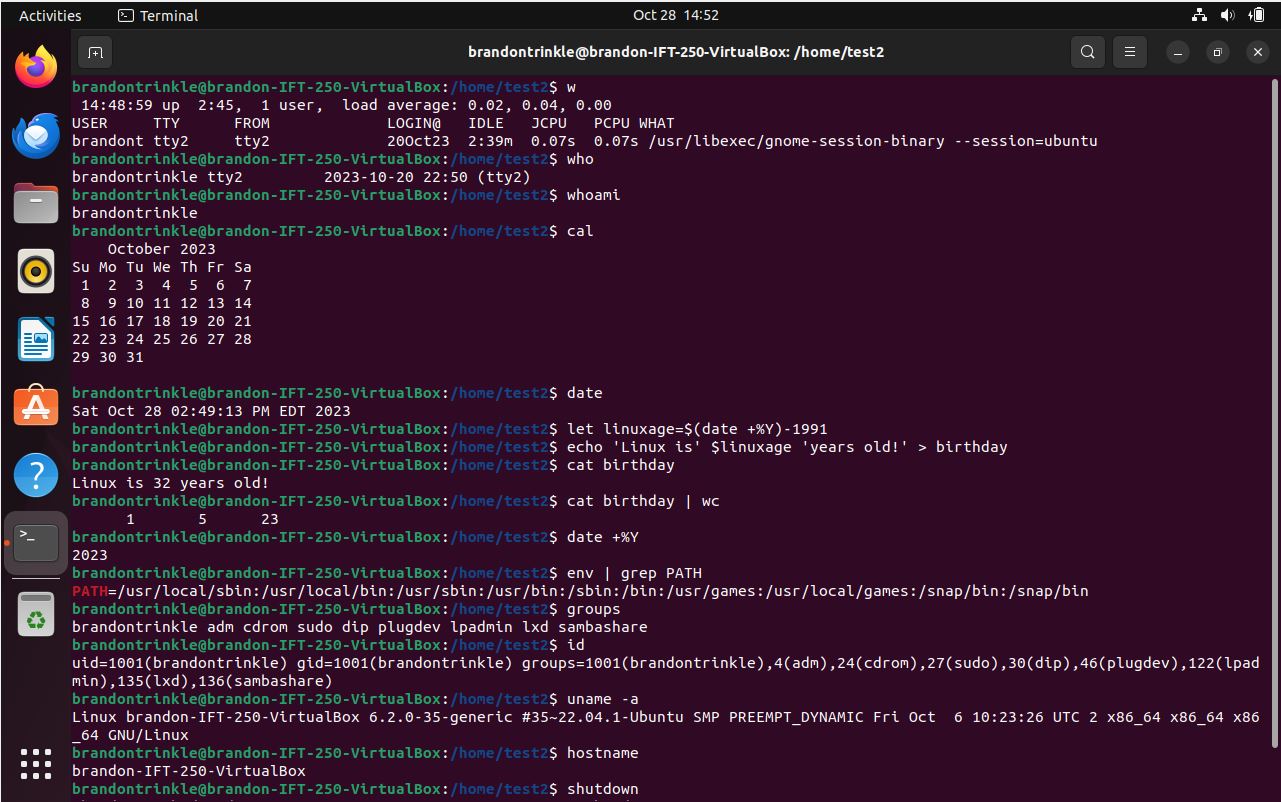 Activities Terminal Oct 28 14:52
brandontrinkle@brandon-IFT-250-VirtualBox: /home/test2
brandontrinkle@brandon-IFT-250-VirtualBox:/home/test2$ w
 14:48:59 up  2:45,  1 user,  load average: 0.02, 0.04, 0.00
USER     TTY      FROM             LOGIN@   IDLE   JCPU   PCPU WHAT
brandont tty2     tty2             20Oct23  2:39m  0.07s  0.07s /usr/libexec/gnome-session-binary --session=ubuntu
brandontrinkle@brandon-IFT-250-VirtualBox:/home/test2$ who
brandontrinkle tty2         2023-10-20 22:50 (tty2)
brandontrinkle@brandon-IFT-250-VirtualBox:/home/test2$ whoami
brandontrinkle
brandontrinkle@brandon-IFT-250-VirtualBox:/home/test2$ cal
    October 2023
Su Mo Tu We Th Fr Sa
 1  2  3  4  5  6  7
 8  9 10 11 12 13 14
15 16 17 18 19 20 21
22 23 24 25 26 27 28
29 30 31
brandontrinkle@brandon-IFT-250-VirtualBox:/home/test2$ date
Sat Oct 28 02:49:13 PM EDT 2023
brandontrinkle@brandon-IFT-250-VirtualBox:/home/test2$ let linuxage=$(date +%Y)-1991
brandontrinkle@brandon-IFT-250-VirtualBox:/home/test2$ echo 'Linux is' $linuxage 'years old!' > birthday
brandontrinkle@brandon-IFT-250-VirtualBox:/home/test2$ cat birthday
Linux is 32 years old!
brandontrinkle@brandon-IFT-250-VirtualBox:/home/test2$ cat birthday | wc
      1       5      23
brandontrinkle@brandon-IFT-250-VirtualBox:/home/test2$ date +%Y
2023
brandontrinkle@brandon-IFT-250-VirtualBox:/home/test2$ env | grep PATH
PATH=/usr/local/sbin:/usr/local/bin:/usr/sbin:/usr/bin:/sbin:/bin:/usr/games:/usr/local/games:/snap/bin:/snap/bin
brandontrinkle@brandon-IFT-250-VirtualBox:/home/test2$ groups
brandontrinkle adm cdrom sudo dip plugdev lpadmin lxd sambashare
brandontrinkle@brandon-IFT-250-VirtualBox:/home/test2$ id
uid=1001(brandontrinkle) gid=1001(brandontrinkle) groups=1001(brandontrinkle),4(adm),24(cdrom),27(sudo),30(dip),46(plugdev),122(lpad
min),135(lxd),136(sambashare)
brandontrinkle@brandon-IFT-250-VirtualBox:/home/test2$ uname -a
Linux brandon-IFT-250-VirtualBox 6.2.0-35-generic #35~22.04.1-Ubuntu SMP PREEMPT_DYNAMIC Fri Oct  6 10:23:26 UTC 2 x86_64 x86_64 x86
_64 GNU/Linux
brandontrinkle@brandon-IFT-250-VirtualBox:/home/test2$ hostname
brandon-IFT-250-VirtualBox
brandontrinkle@brandon-IFT-250-VirtualBox:/home/test2$ shutdown